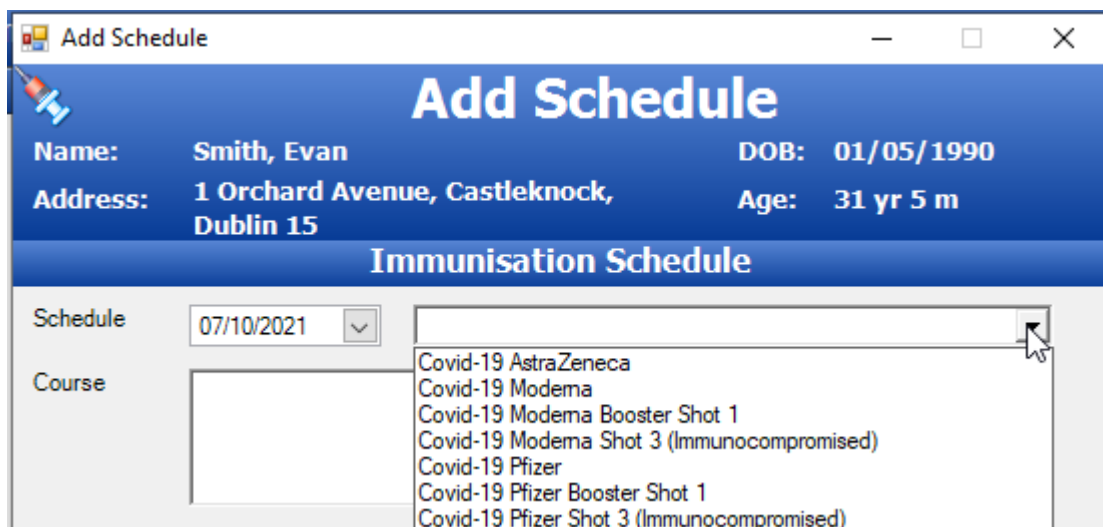 Add Schedule
Add Schedule
Name: Smith, Evan DOB: 01/05/1990
Address: 1 Orchard Avenue, Castleknock, Dublin 15 Age: 31 yr 5 m
Immunisation Schedule
Schedule 07/10/2021
Covid-19 AstraZeneca
Course
Covid-19 Moderna
Covid-19 Moderna Booster Shot 1
Covid-19 Moderna Shot 3 (Immunocompromised)
Covid-19 Pfizer
Covid-19 Pfizer Booster Shot 1
Covid-19 Pfizer Shot 3 (Immunocompromised)